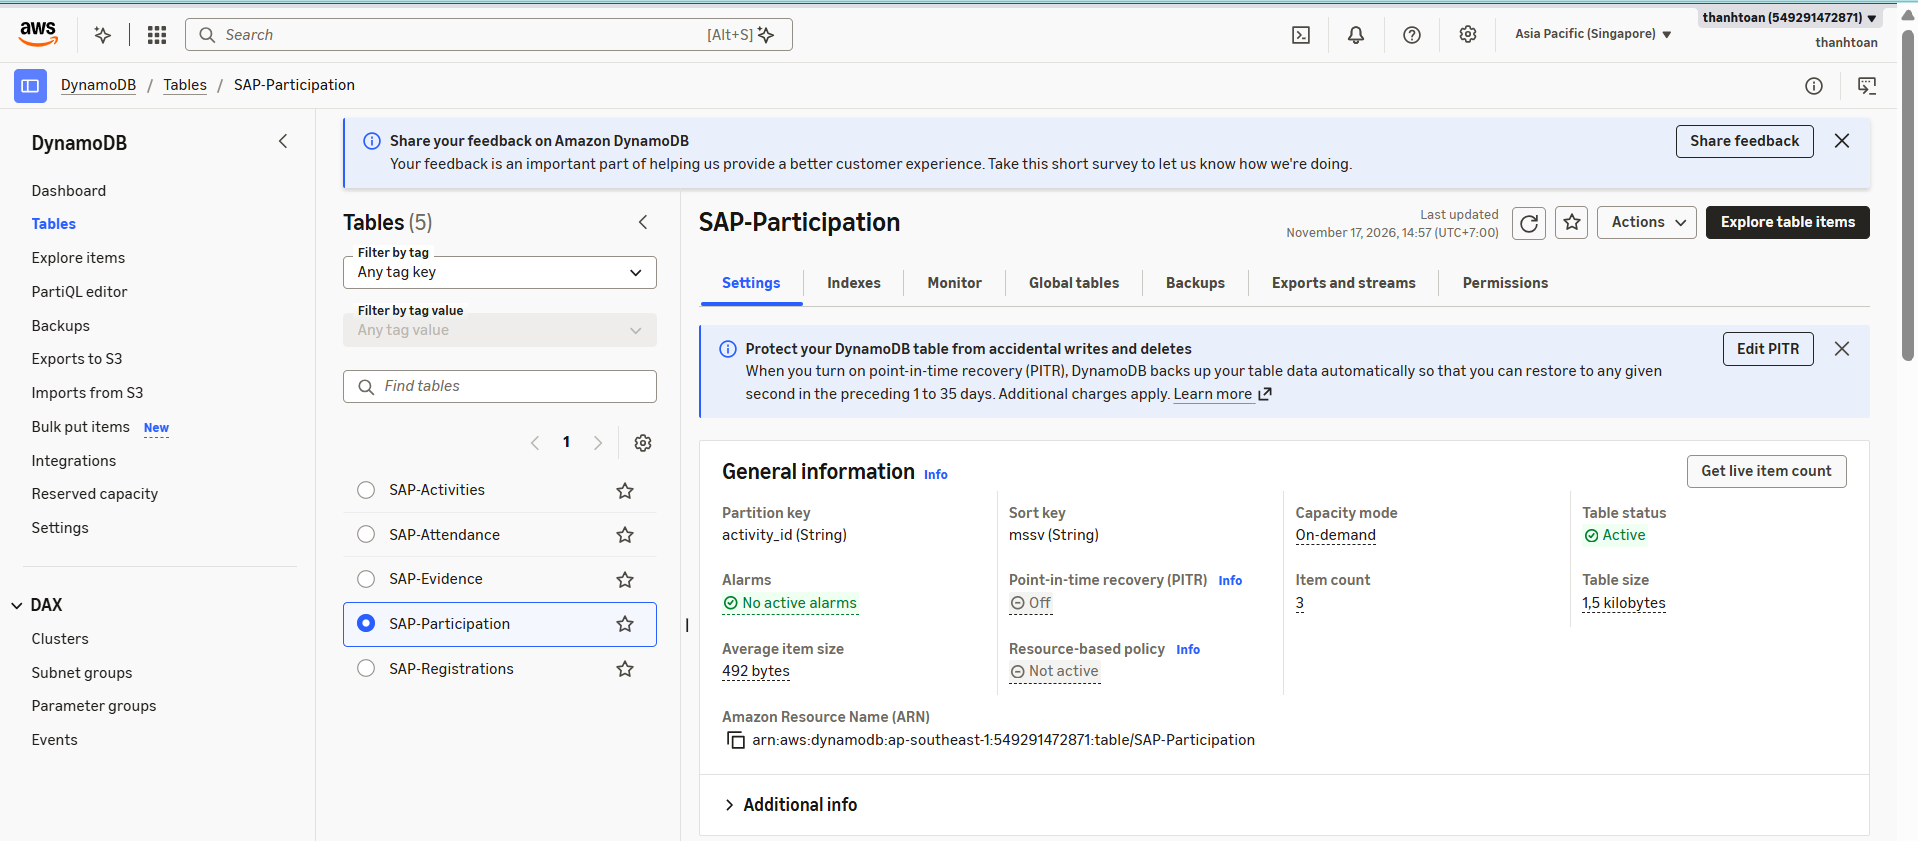 aws
Search
[Alt+S]
Asia Pacific (Singapore)
thanhtoan (549291472871)
thanhtoan
DynamoDB / Tables / SAP-Participation
DynamoDB
Dashboard
Tables
Explore items
PartiQL editor
Backups
Exports to S3
Imports from S3
Bulk put items New
Integrations
Reserved capacity
Settings
DAX
Clusters
Subnet groups
Parameter groups
Events
Share your feedback on Amazon DynamoDB
Your feedback is an important part of helping us provide a better customer experience. Take this short survey to let us know how we're doing.
Share feedback
Tables (5)
Filter by tag
Any tag key
Filter by tag value
Any tag value
Find tables
1
SAP-Activities
SAP-Attendance
SAP-Evidence
SAP-Participation
SAP-Registrations
SAP-Participation
Last updated
November 17, 2026, 14:57 (UTC+7:00)
Actions
Explore table items
Settings
Indexes
Monitor
Global tables
Backups
Exports and streams
Permissions
Protect your DynamoDB table from accidental writes and deletes
When you turn on point-in-time recovery (PITR), DynamoDB backs up your table data automatically so that you can restore to any given
second in the preceding 1 to 35 days. Additional charges apply. Learn more
Edit PITR
General information Info
Get live item count
Partition key
activity_id (String)
Sort key
mssv (String)
Capacity mode
On-demand
Table status
Active
Alarms
No active alarms
Point-in-time recovery (PITR) Info
Off
Item count
3
Table size
1,5 kilobytes
Average item size
492 bytes
Resource-based policy Info
Not active
Amazon Resource Name (ARN)
arn:aws:dynamodb:ap-southeast-1:549291472871:table/SAP-Participation
Additional info